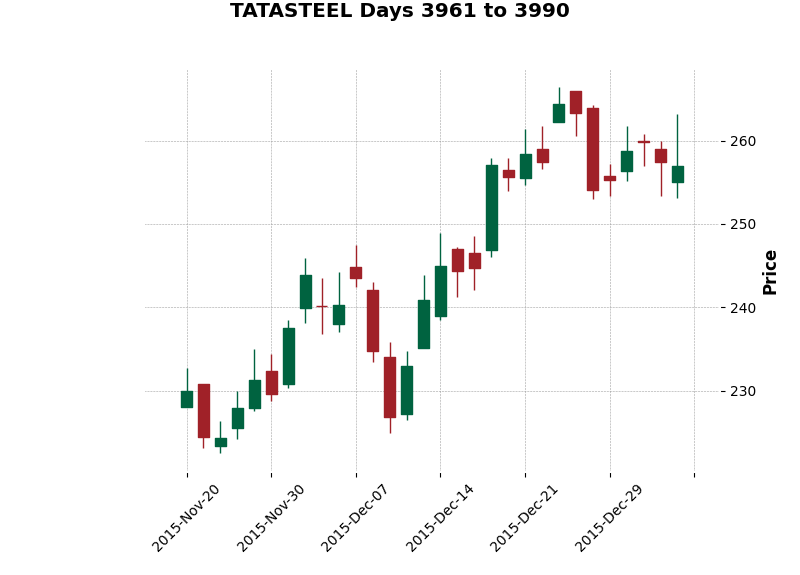 TATASTEEL Days 3961 to 3990
260
250
240
230
Price
2015-Nov-20
2015-Nov-30
2015-Dec-07
2015-Dec-14
2015-Dec-21
2015-Dec-29